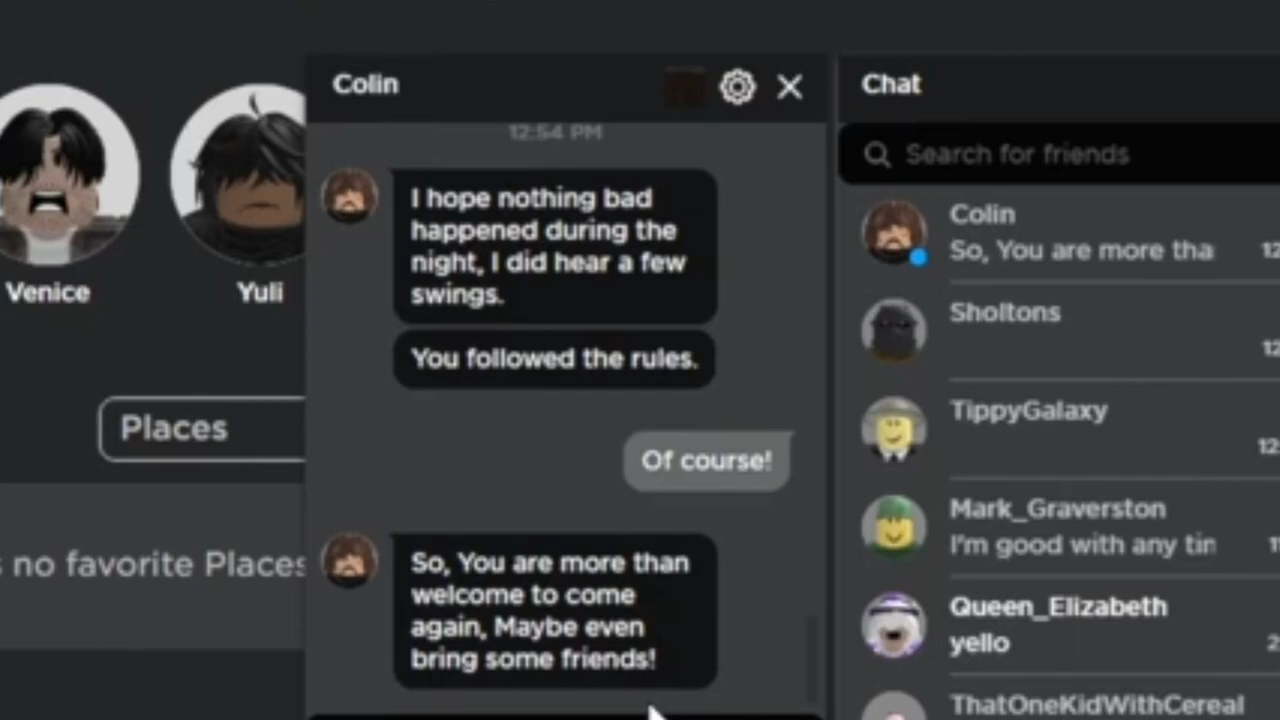 Venice
Yuli
Places
no favorite Places
Colin
12:54 PM
I hope nothing bad
happened during the
night, I did hear a few
swings.
You followed the rules.
Of course!
So, You are more than
welcome to come
again, Maybe even
bring some friends!
Chat
Search for friends
Colin
So, You are more tha
Sholtons
TippyGalaxy
Mark_Graverston
I'm good with any
Queen_Elizabeth
yello
ThatOneKidWithCereal